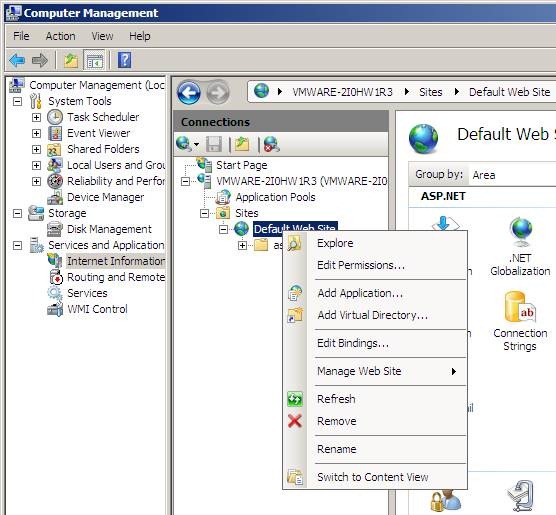 Computer Management
File Action View Help
Computer Management (Loc
System Tools
Task Scheduler
Event Viewer
Shared Folders
Local Users and Grou
Reliability and Perfor
Device Manager
Storage
Disk Management
Services and Application
Internet Information
Routing and Remote
Services
WMI Control
VMWARE-2I0HW1R3 Sites Default Web Site
Connections
Start Page
VMWARE-2I0HW1R3 (VMWARE-2I0
Application Pools
Sites
Default Web Site
as
Explore
Edit Permissions...
Add Application...
Add Virtual Directory...
Edit Bindings...
Manage Web Site
Refresh
Remove
Rename
Switch to Content View
Default Web S
Group by: Area
ASP.NET
.NET
Globalization
ab
Connection
Strings
ail